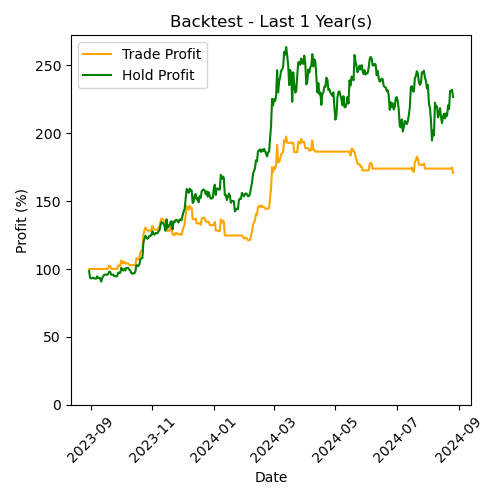 Backtest - Last 1 Year(s)
Trade Profit
Hold Profit
Profit (%)
250
200
150
100
50
0
2023-09
2023-11
2024-01
2024-03
2024-05
2024-07
2024-09
Date